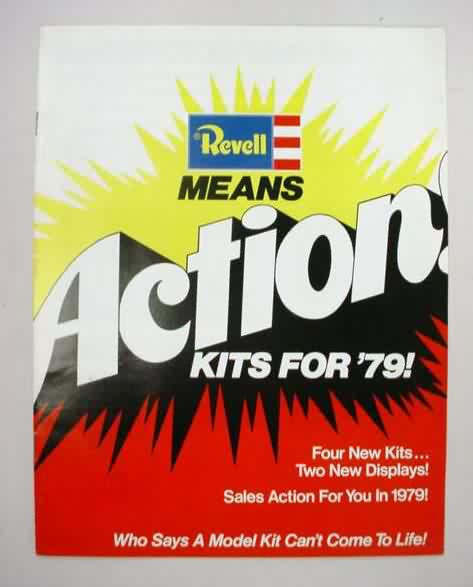 Revell
MEANS
Action!
KITS FOR '79!
Four New Kits...
Two New Displays!
Sales Action For You In 1979!
Who Says A Model Kit Can't Come To Life!